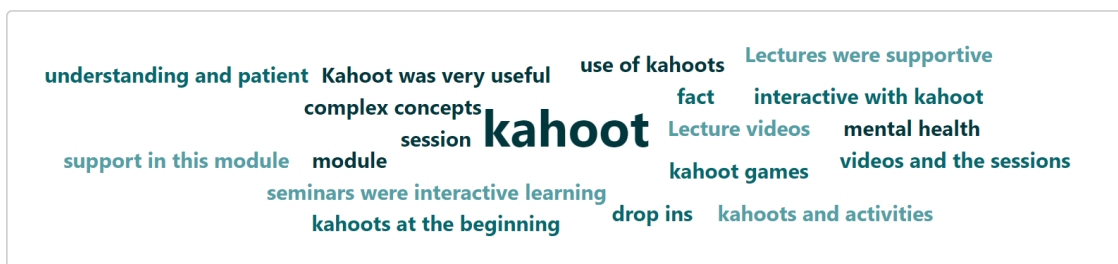 understanding and patient
Kahoot was very useful
use of kahoots
Lectures were supportive
complex concepts
fact
interactive with kahoot
session
kahoot
Lecture videos
mental health
support in this module
module
kahoot games
videos and the sessions
seminars were interactive learning
kahoots at the beginning
drop ins
kahoots and activities